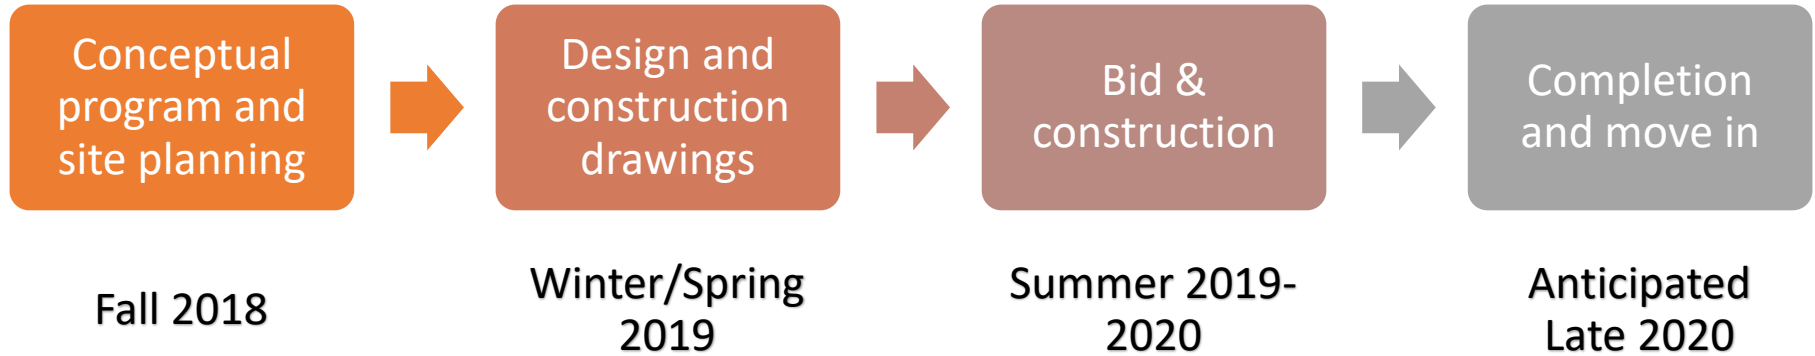 Conceptual
program and
site planning
Design and
construction
drawings
Bid &
construction
Completion
and move in
Fall 2018
Winter/Spring
2019
Summer 2019-
2020
Anticipated
Late 2020